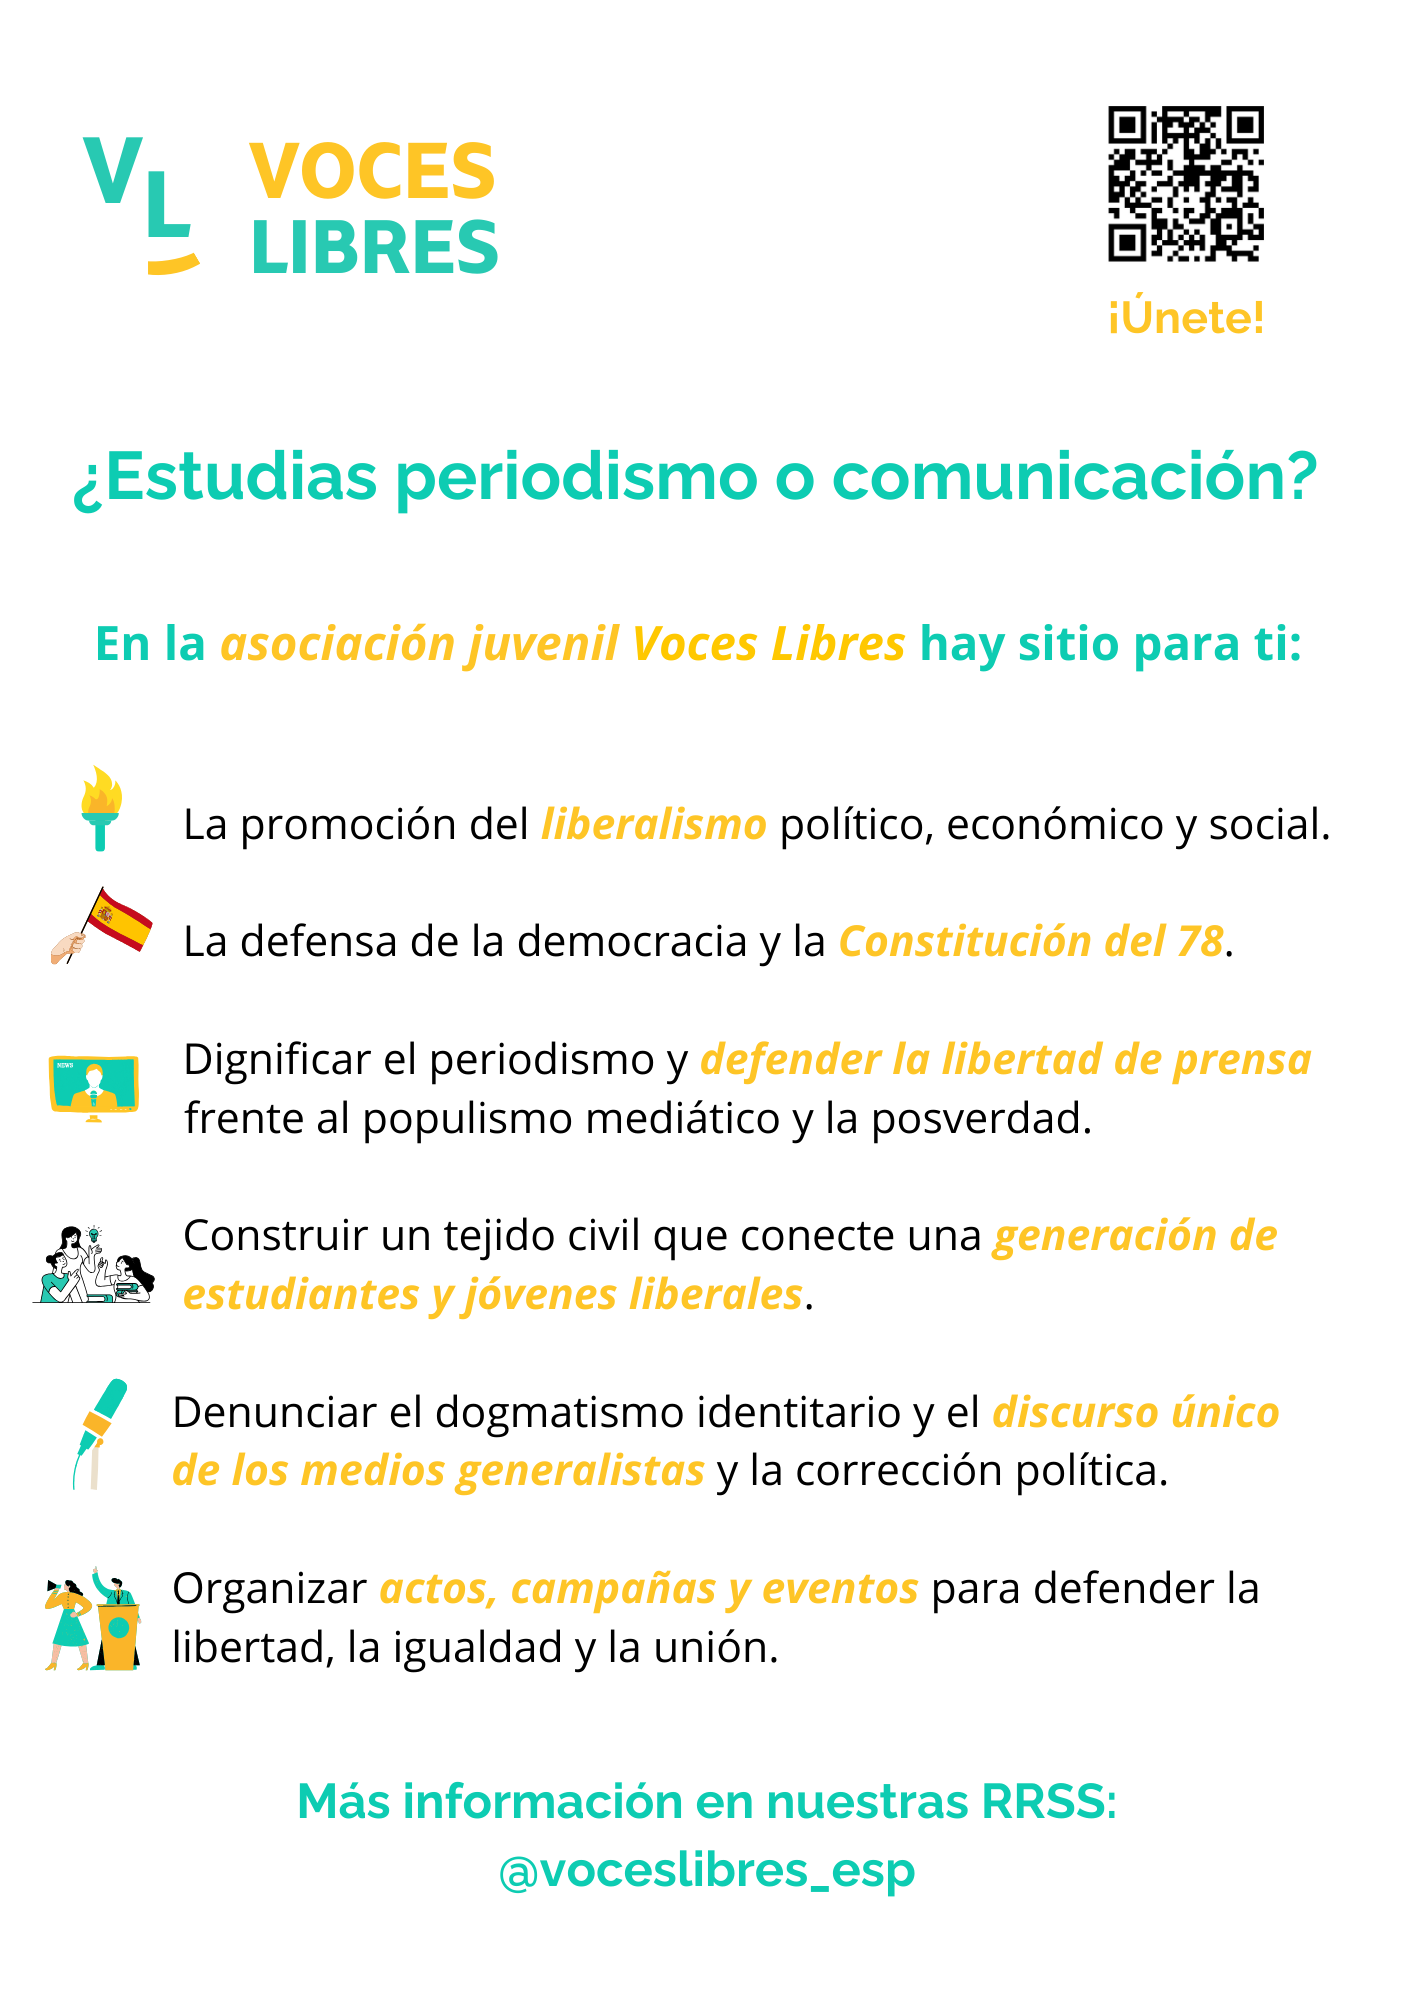 VL
VOCES
LIBRES
¡Únete!
¿Estudias periodismo o comunicación?
En la asociación juvenil Voces Libres hay sitio para ti:
La promoción del liberalismo político, económico y social.
La defensa de la democracia y la Constitución del 78.
NEWS
Dignificar el periodismo y defender la libertad de prensa
frente al populismo mediático y la posverdad.
Construir un tejido civil que conecte una generación de
estudiantes y jóvenes liberales.
Denunciar el dogmatismo identitario y el discurso único
de los medios generalistas y la corrección política.
Organizar actos, campañas y eventos para defender la
libertad, la igualdad y la unión.
Más información en nuestras RRSS:
@voceslibres_esp